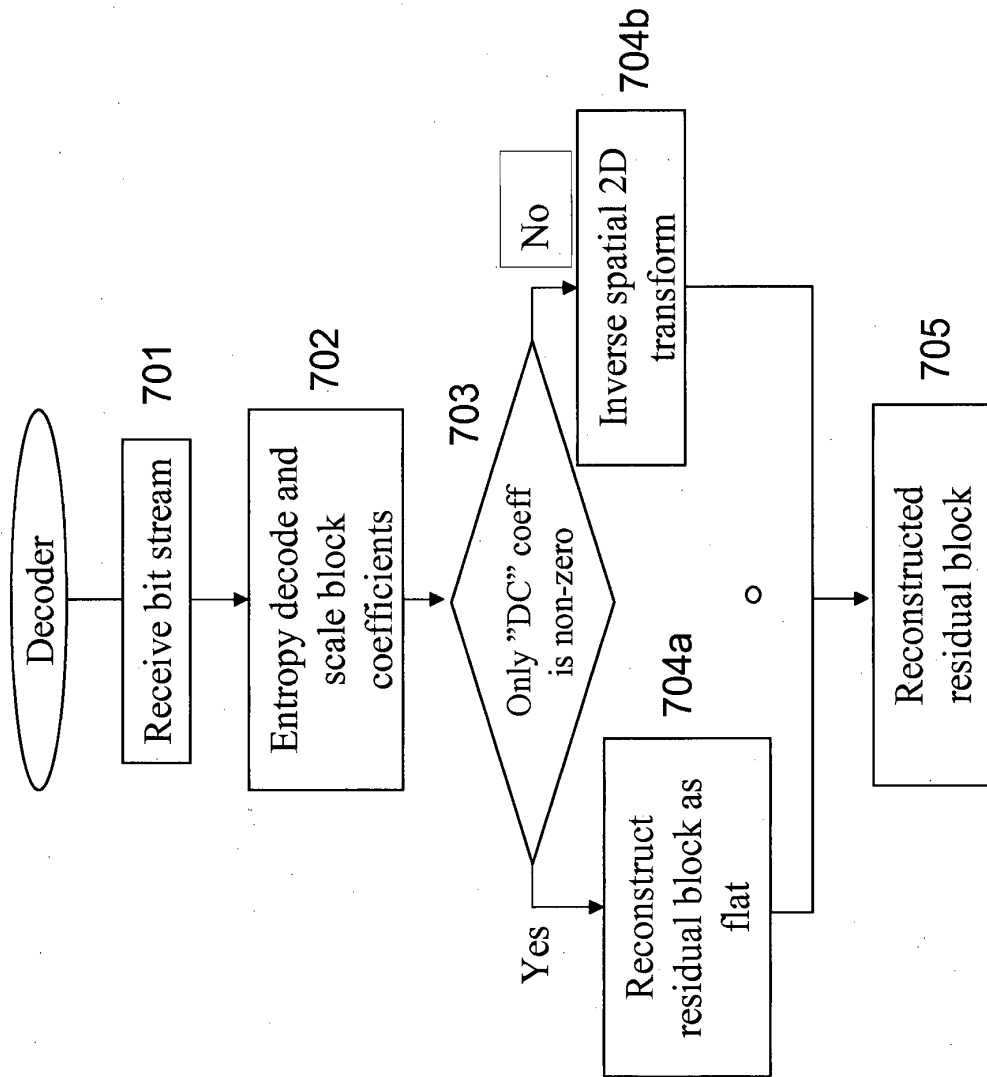 Decoder
Receive bit stream
701
Entropy decode and
scale block
coefficients
702
Only ”DC” coeff
is non-zero
703
Yes
No
Reconstruct
residual block as
flat
704a
Inverse spatial 2D
transform
704b
Reconstructed
residual block
705